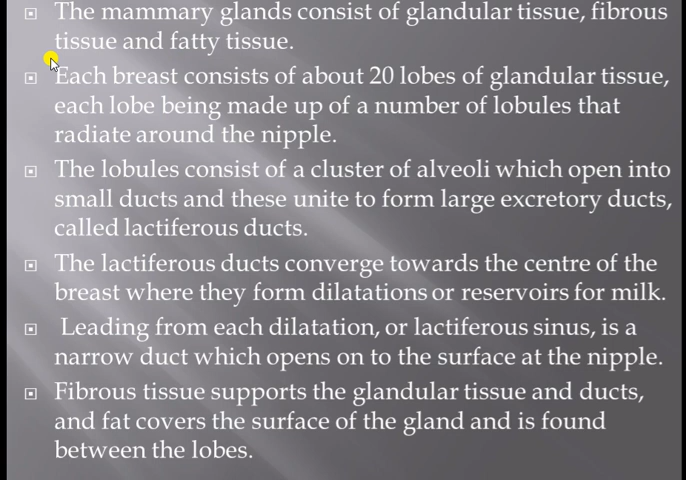 The mammary glands consist of glandular tissue, fibrous
tissue and fatty tissue.
Each breast consists of about 20 lobes of glandular tissue,
each lobe being made up of a number of lobules that
radiate around the nipple.
The lobules consist of a cluster of alveoli which open into
small ducts and these unite to form large excretory ducts,
called lactiferous ducts.
The lactiferous ducts converge towards the centre of the
breast where they form dilatations or reservoirs for milk.
Leading from each dilatation, or lactiferous sinus, is a
narrow duct which opens on to the surface at the nipple.
Fibrous tissue supports the glandular tissue and ducts,
and fat covers the surface of the gland and is found
between the lobes.